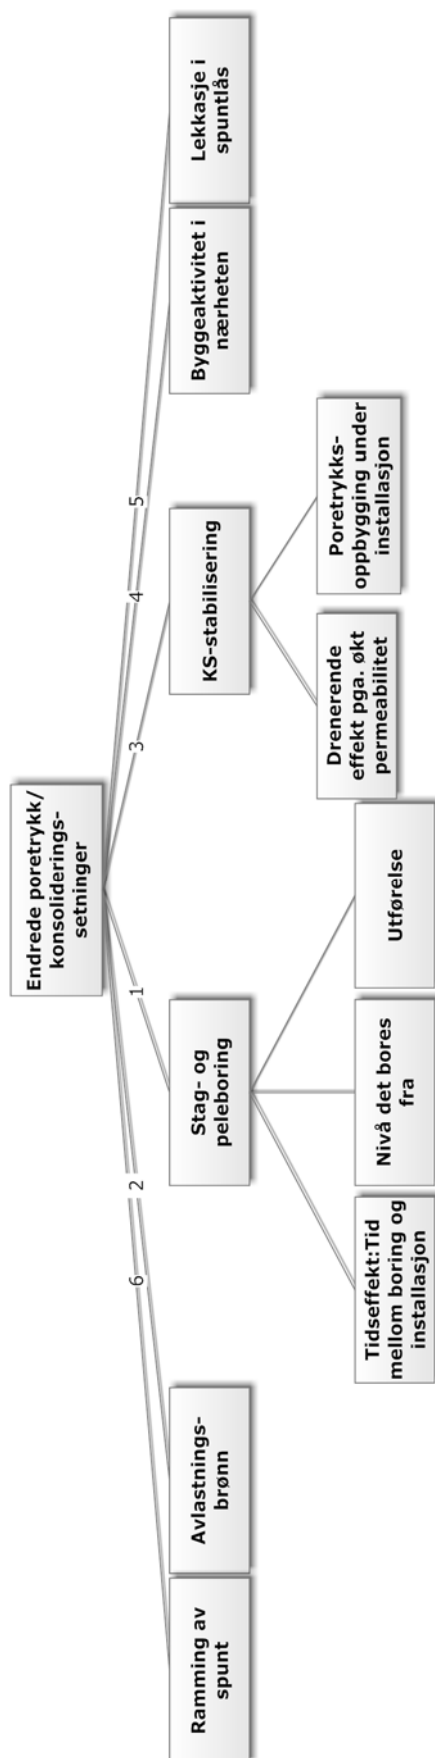 Endrede poretrykk/
konsoliderings-
setninger
6
2
1
3
4
5
Ramming av
spunt
Avlastnings-
brønn
Stag- og
peleboring
KS-stabilisering
Byggeaktivitet i
nærheten
Lekkasje i
spuntlås
Tidseffekt:Tid
mellom boring og
installasjon
Nivå det bores
fra
Utførelse
Drenerende
effekt pga. økt
permeabilitet
Poretrykks-
oppbygging under
installasjon